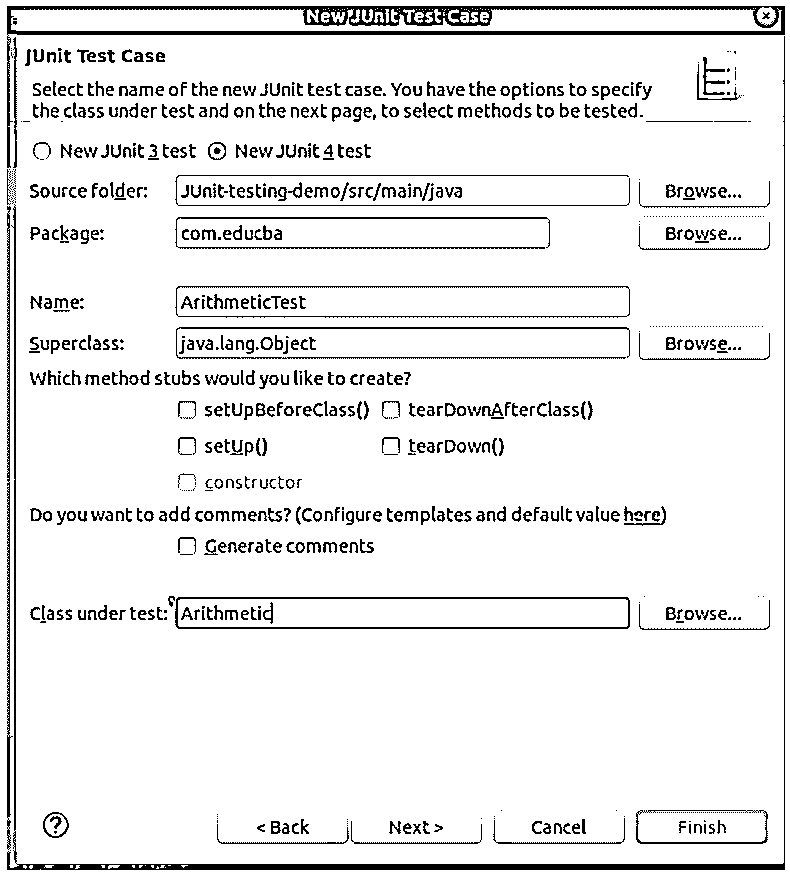 New JUnit Test Case
JUnit Test Case
Select the name of the new JUnit test case. You have the options to specify
the class under test and on the next page, to select methods to be tested.
New JUnit 3 test New JUnit 4 test
Source folder: JUnit-testing-demo/src/main/java Browse...
Package: com.educba Browse...
Name: ArithmeticTest
Superclass: java.lang.Object Browse...
Which method stubs would you like to create?
setUpBeforeClass() tearDownAfterClass()
setUp() tearDown()
constructor
Do you want to add comments? (Configure templates and default value here)
Generate comments
Class under test: Arithmetic Browse...
< Back Next > Cancel Finish